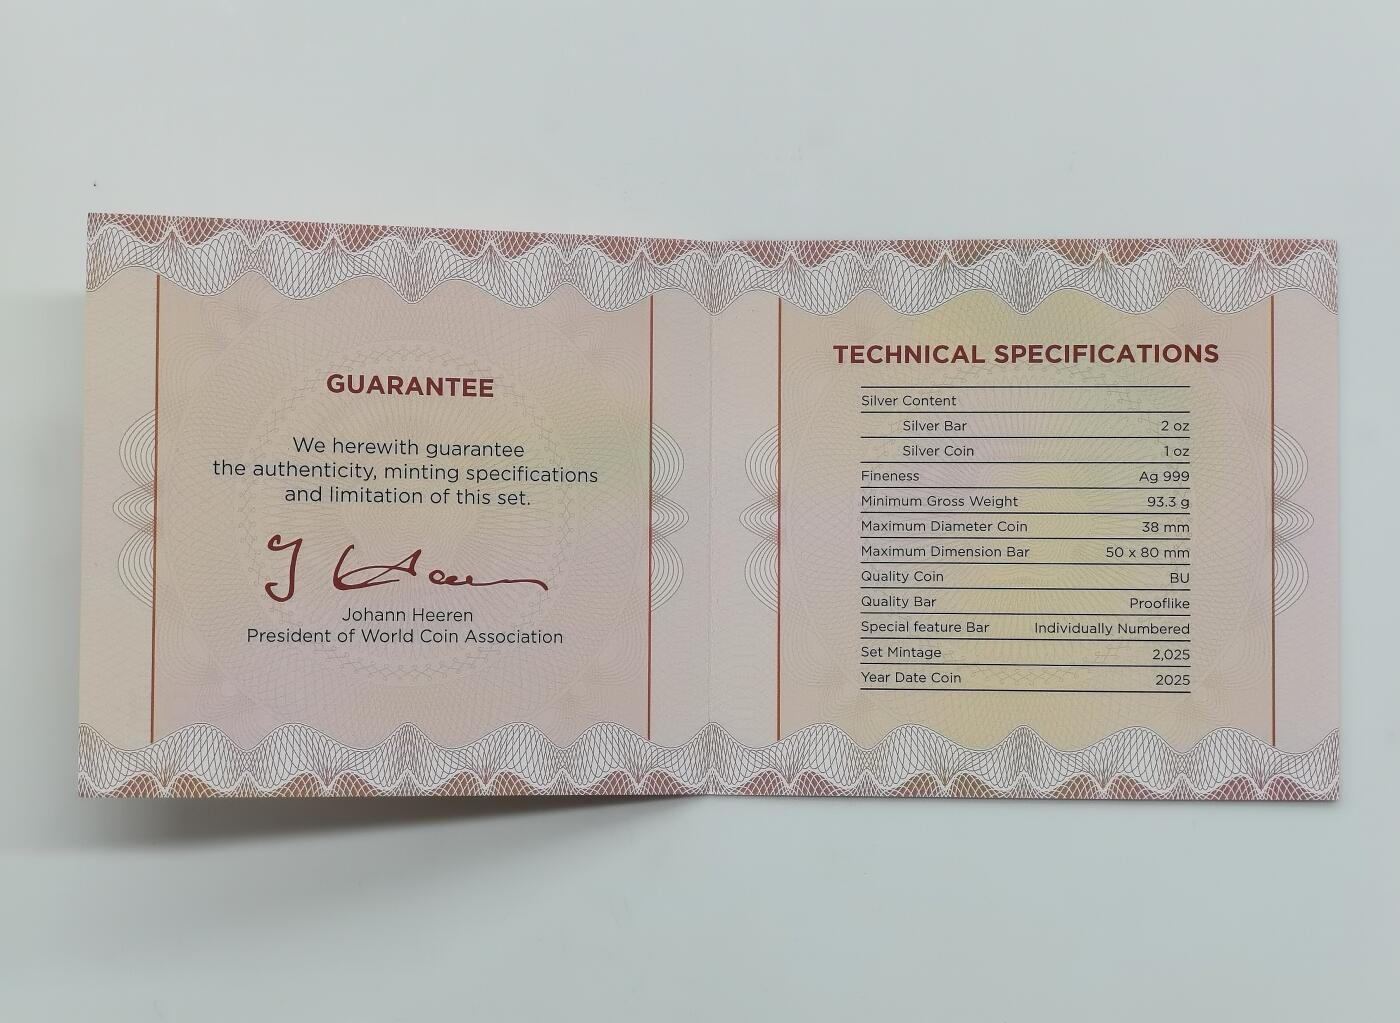 GUARANTEE
We herewith guarantee
the authenticity, minting specifications
and limitation of this set.
J Heeren
Johann Heeren
President of World Coin Association
TECHNICAL SPECIFICATIONS
Silver Content
Silver Bar 2 oz
Silver Coin 1 oz
Fineness Ag 999
Minimum Gross Weight 93.3 g
Maximum Diameter Coin 38 mm
Maximum Dimension Bar 50 x 80 mm
Quality Coin BU
Quality Bar Prooflike
Special feature Bar Individually Numbered
Set Mintage 2,025
Year Date Coin 2025